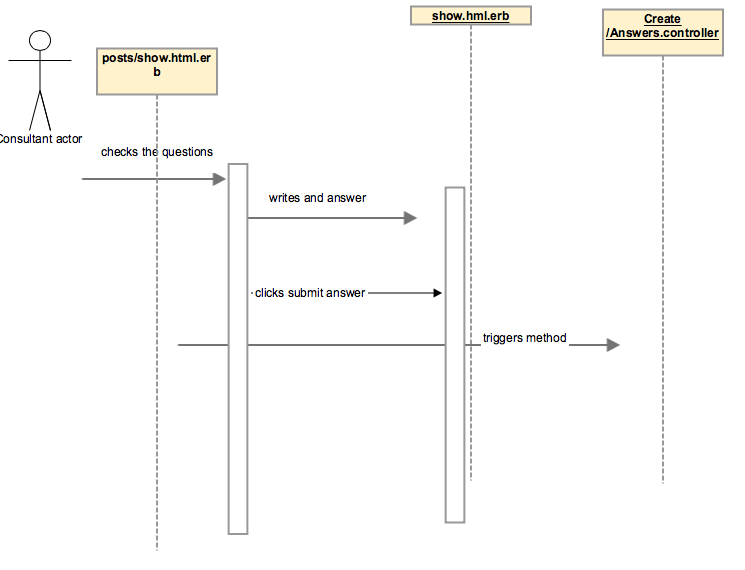 show.hml.erb
Create
/Answers.controller
posts/show.html.er
b
Consultant actor
checks the questions
writes and answer
clicks submit answer
triggers method